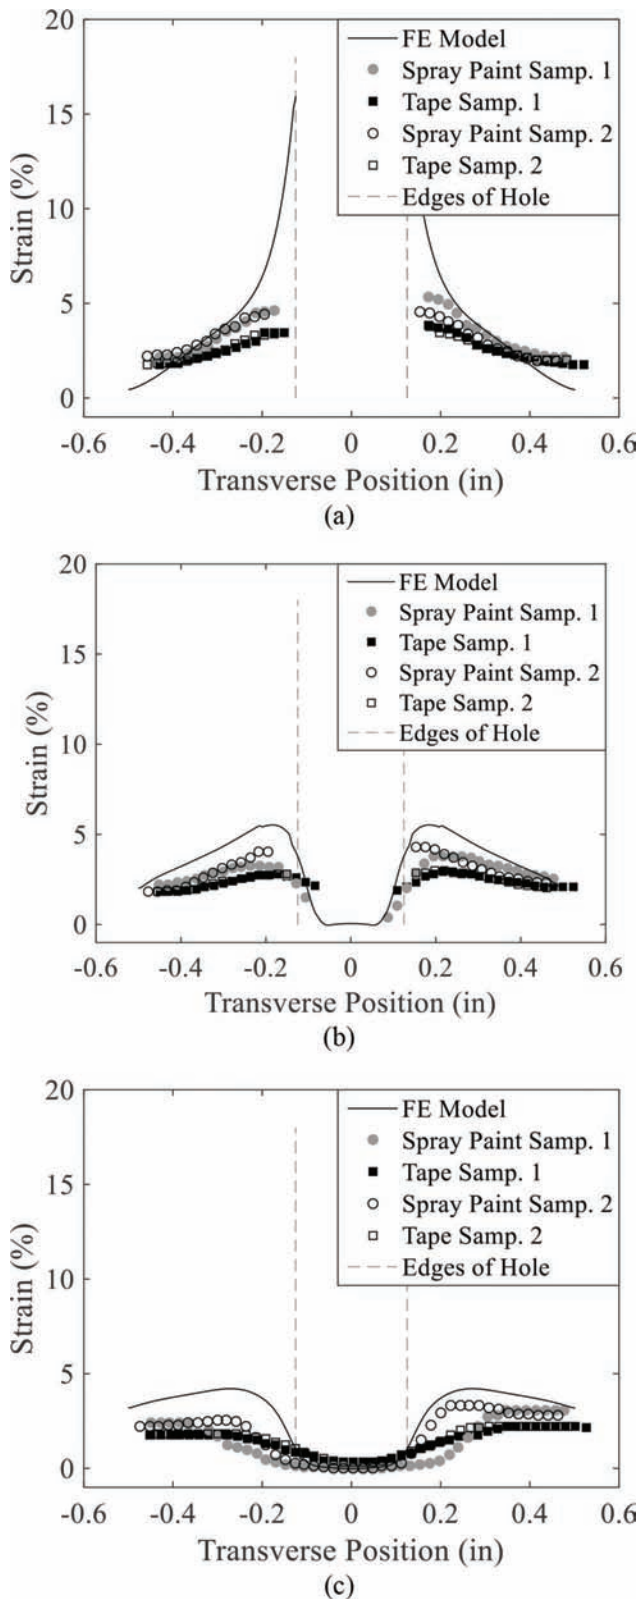 20
15
10
5
0
Strain (%)
FE Model
Spray Paint Samp. 1
Tape Samp. 1
Spray Paint Samp. 2
Tape Samp. 2
Edges of Hole
-0.6 -0.4 -0.2 0 0.2 0.4 0.6
Transverse Position (in)
(a)
20
15
10
5
0
Strain (%)
FE Model
Spray Paint Samp. 1
Tape Samp. 1
Spray Paint Samp. 2
Tape Samp. 2
Edges of Hole
-0.6 -0.4 -0.2 0 0.2 0.4 0.6
Transverse Position (in)
(b)
20
15
10
5
0
Strain (%)
FE Model
Spray Paint Samp. 1
Tape Samp. 1
Spray Paint Samp. 2
Tape Samp. 2
Edges of Hole
-0.6 -0.4 -0.2 0 0.2 0.4 0.6
Transverse Position (in)
(c)